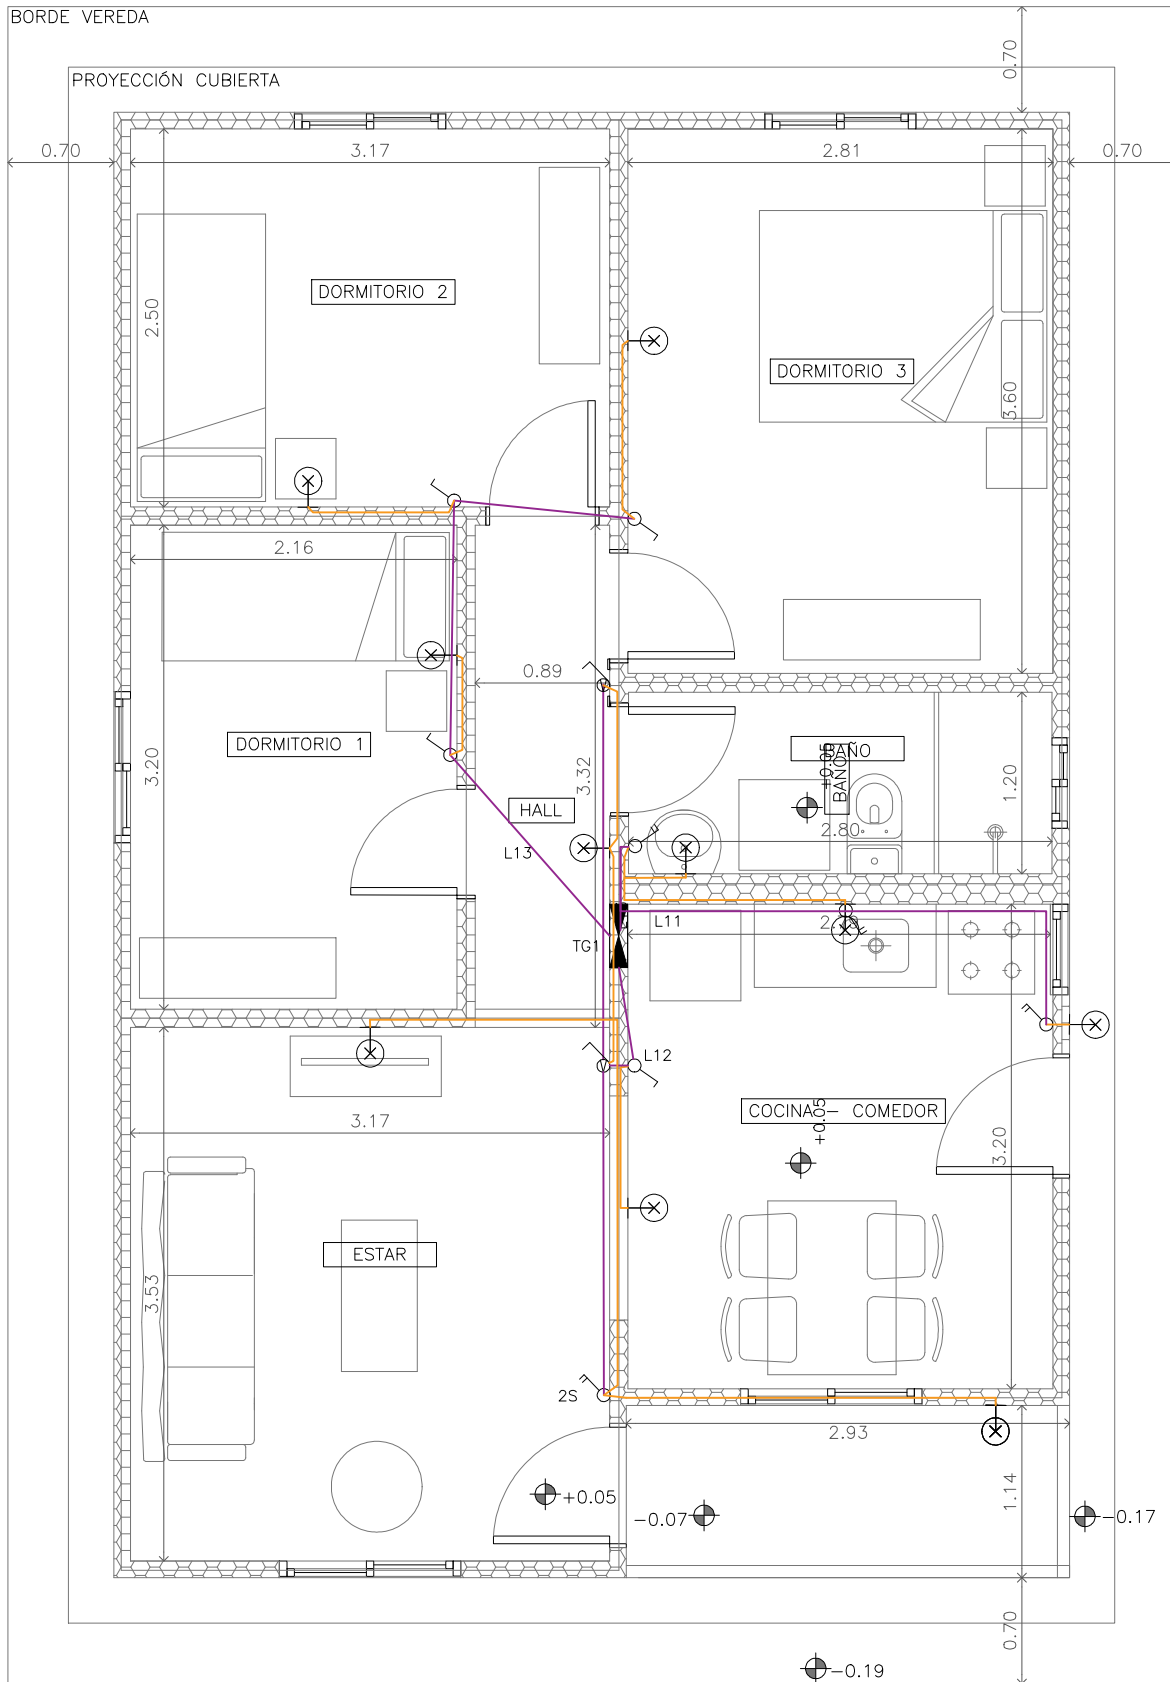 BORDE VEREDA
0.70
PROYECCIÓN CUBIERTA
0.70
3.17
2.81
0.70
DORMITORIO 2
2.50
DORMITORIO 3
3.60
2.16
0.89
DORMITORIO 1
3.20
3.32
HALL
BAÑO
+0.05
BAÑO
1.20
2.80
L13
L11
TG1
L12
COCINA - COMEDOR
+0.05
3.20
3.17
ESTAR
3.53
2S
2.93
+0.05
-0.07
1.14
-0.17
0.70
-0.19